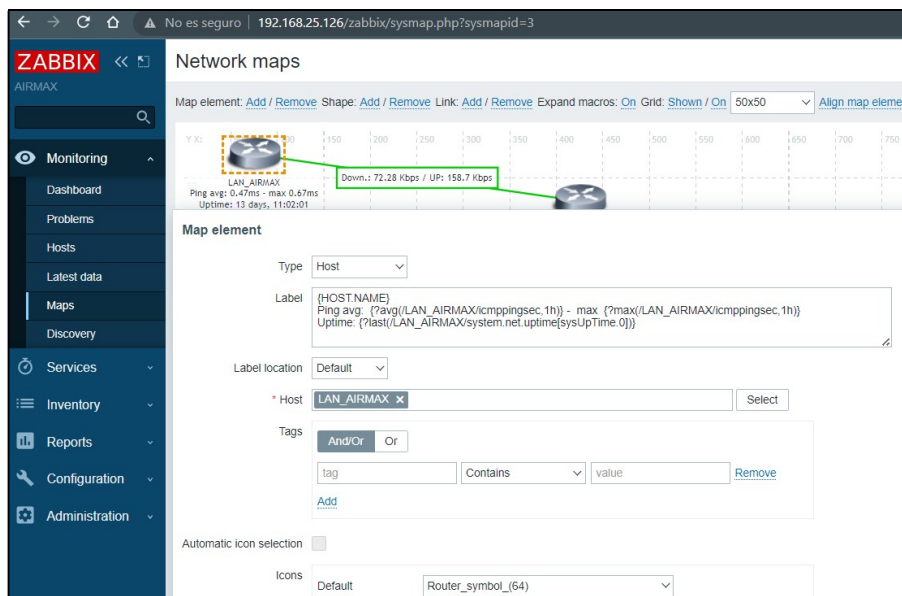 No es seguro 192.168.25.126/zabbix/sysmap.php?sysmapid=3
ZABBIX
AIRMAX
Monitoring
Dashboard
Problems
Hosts
Latest data
Maps
Discovery
Services
Inventory
Reports
Configuration
Administration
Network maps
Map element: Add / Remove Shape: Add / Remove Link: Add / Remove Expand macros: On Grid: Shown / On 50x50 Align map eleme
Y X: 100 150 200 250 300 350 400 450 500 550 600 650 700 750
LAN_AIRMAX
Ping avg: 0.47ms - max 0.67ms
Uptime: 13 days, 11:02:01
Down.: 72.28 Kbps / UP: 158.7 Kbps
Map element
Type Host
Label {HOST.NAME}
Ping avg: {?avg(/LAN_AIRMAX/icmppingsec,1h)} - max {?max(/LAN_AIRMAX/icmppingsec,1h)}
Uptime: {?last(/LAN_AIRMAX/system.net.uptime[sysUpTime.0])}
Label location Default
* Host LAN_AIRMAX Select
Tags And/Or Or
tag Contains value Remove
Add
Automatic icon selection
Icons
Default Router_symbol_(64)